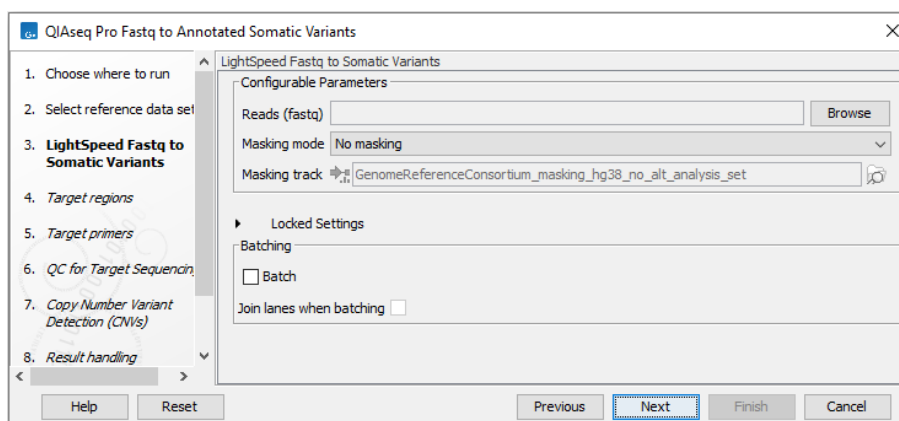 QIAseq Pro Fastq to Annotated Somatic Variants
1. Choose where to run
2. Select reference data set
3. LightSpeed Fastq to
Somatic Variants
4. Target regions
5. Target primers
6. QC for Target Sequencing
7. Copy Number Variant
Detection (CNVs)
8. Result handling
LightSpeed Fastq to Somatic Variants
Configurable Parameters
Reads (fastq)
Browse
Masking mode No masking
Masking track GenomeReferenceConsortium_masking_hg38_no_alt_analysis_set
Locked Settings
Batching
Batch
Join lanes when batching
Help Reset Previous Next Finish Cancel